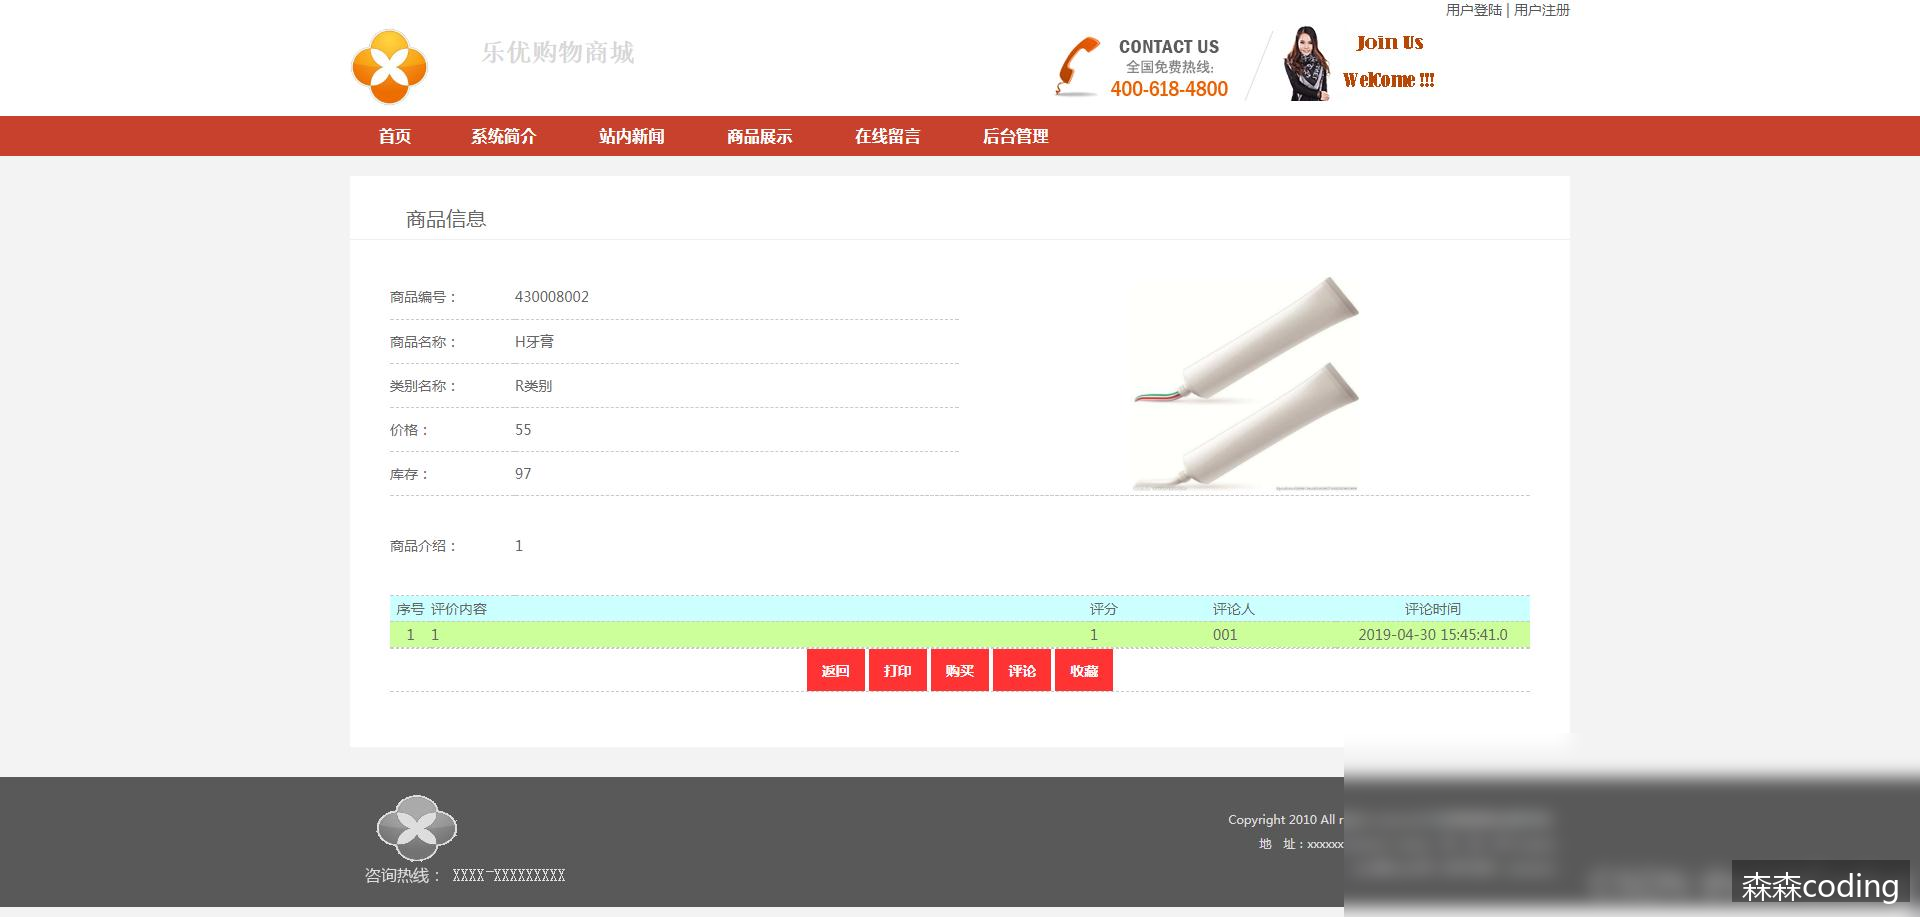 用户登陆 | 用户注册
乐优购物商城
CONTACT US
全国免费热线:
400-618-4800
Join Us
Welcome !!!
首页 系统简介 站内新闻 商品展示 在线留言 后台管理
商品信息
商品编号： 430008002
商品名称： H牙膏
类别名称： R类别
价格： 55
库存： 97
商品介绍： 1
序号 评价内容 评分 评论人 评论时间
1 1 1 001 2019-04-30 15:45:41.0
返回 打印 购买 评论 收藏
Copyright 2010 All
地 址：xxxxxx
咨询热线： XXXX-XXXXXXXXX
森森coding